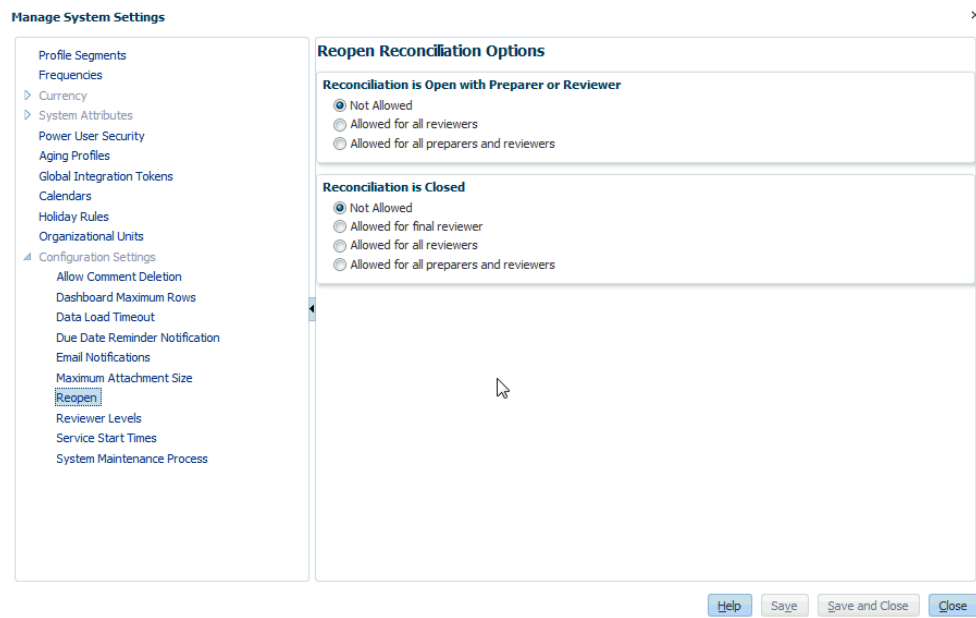 Manage System Settings
Profile Segments
Frequencies
Currency
System Attributes
Power User Security
Aging Profiles
Global Integration Tokens
Calendars
Holiday Rules
Organizational Units
Configuration Settings
Allow Comment Deletion
Dashboard Maximum Rows
Data Load Timeout
Due Date Reminder Notification
Email Notifications
Maximum Attachment Size
Reopen
Reviewer Levels
Service Start Times
System Maintenance Process
Reopen Reconciliation Options
Reconciliation is Open with Preparer or Reviewer
Not Allowed
Allowed for all reviewers
Allowed for all preparers and reviewers
Reconciliation is Closed
Not Allowed
Allowed for final reviewer
Allowed for all reviewers
Allowed for all preparers and reviewers
Help Save Save and Close Close